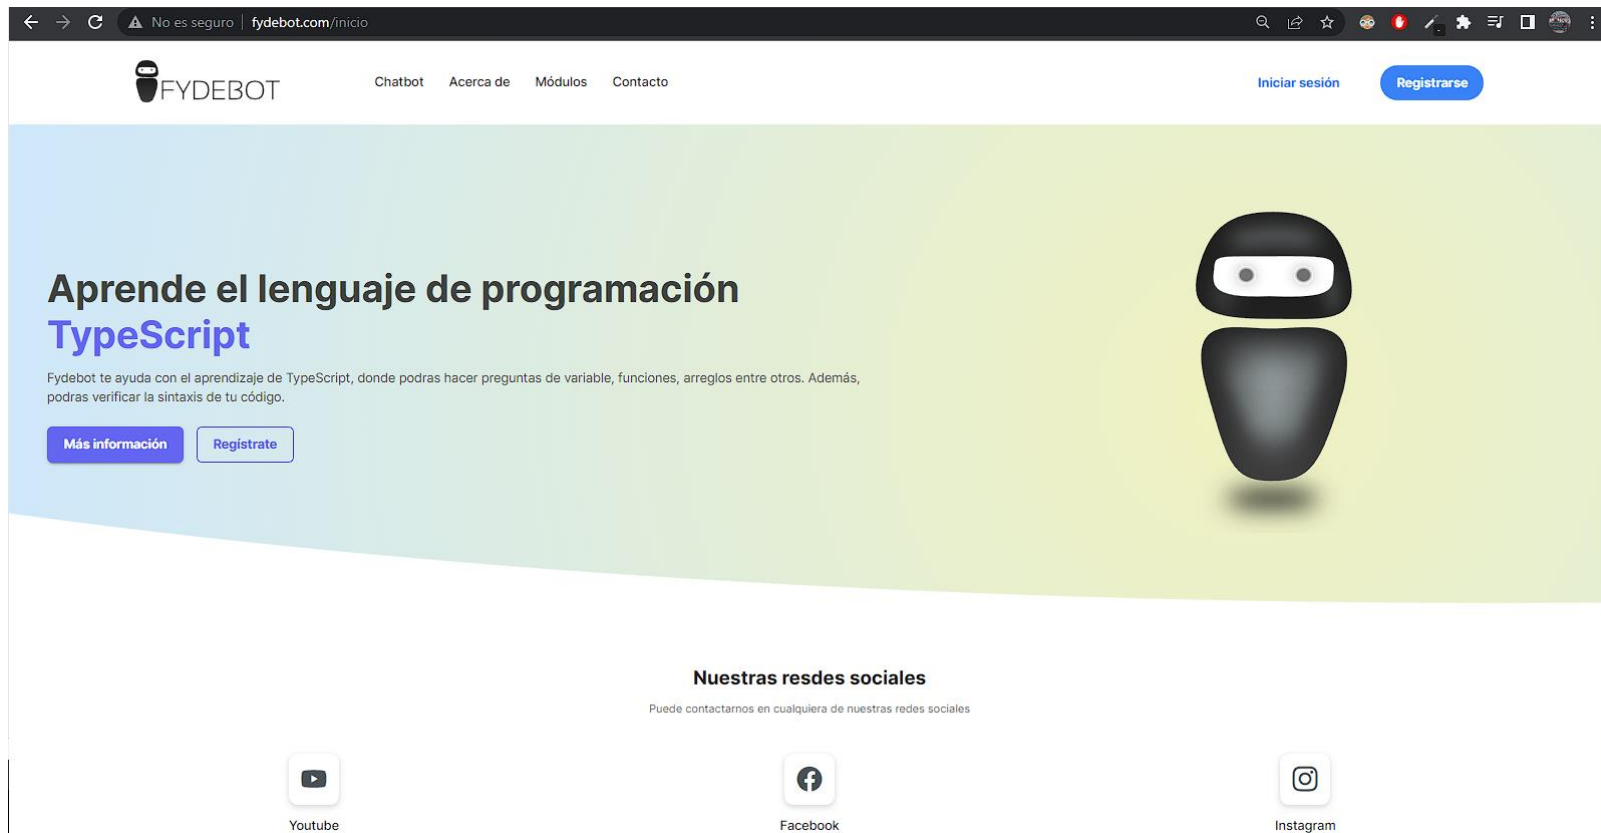 No es seguro | fydebot.com/inicio
FYDEBOT
Chatbot Acerca de Módulos Contacto
Iniciar sesión Registrarse
Aprende el lenguaje de programación
TypeScript
Fydebot te ayuda con el aprendizaje de TypeScript, donde podras hacer preguntas de variable, funciones, arreglos entre otros. Además,
podras verificar la sintaxis de tu código.
Más información Regístrate
Nuestras resdes sociales
Puede contactarnos en cualquiera de nuestras redes sociales
Youtube Facebook Instagram